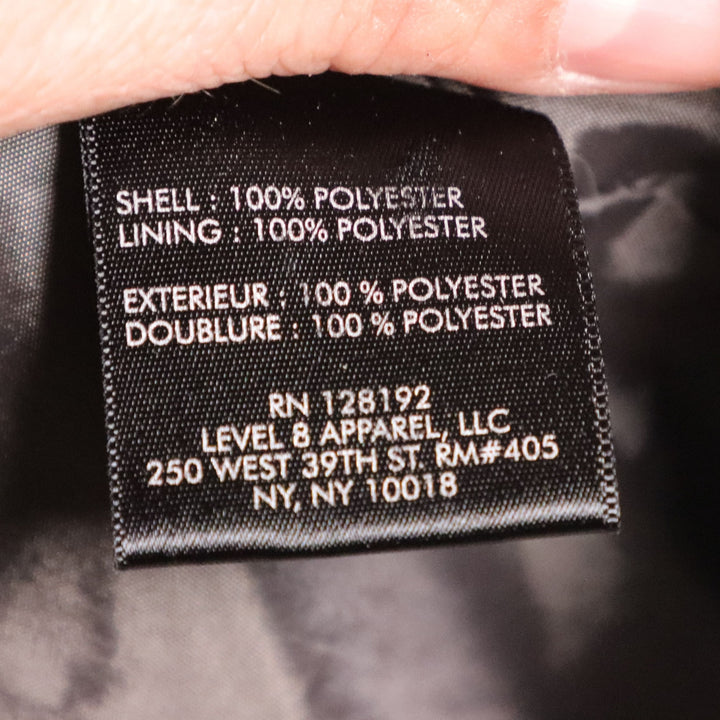 SHELL : 100% POLYESTER
LINING : 100% POLYESTER
EXTERIEUR : 100 % POLYESTER
DOUBLURE : 100 % POLYESTER
RN 128192
LEVEL 8 APPAREL, LLC
250 WEST 39TH ST. RM#405
NY, NY 10018